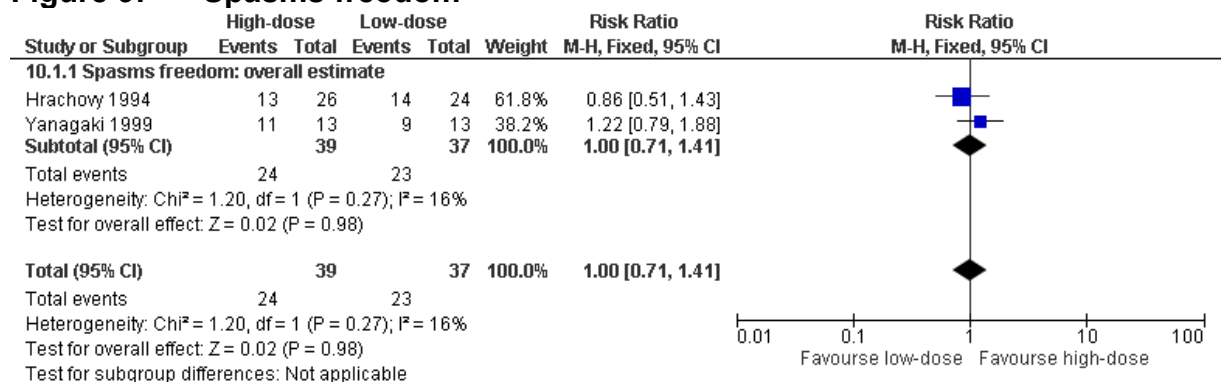 High-dose Low-dose Risk Ratio Risk Ratio
Study or Subgroup Events Total Events Total Weight M-H, Fixed, 95% CI M-H, Fixed, 95% CI
10.1.1 Spasms freedom: overall estimate
Hrachovy 1994 13 26 14 24 61.8% 0.86 [0.51, 1.43]
Yanagaki 1999 11 13 9 13 38.2% 1.22 [0.79, 1.88]
Subtotal (95% CI) 39 37 100.0% 1.00 [0.71, 1.41]
Total events 24 23
Heterogeneity: Chi² = 1.20, df = 1 (P = 0.27); I² = 16%
Test for overall effect: Z = 0.02 (P = 0.98)
Total (95% CI) 39 37 100.0% 1.00 [0.71, 1.41]
Total events 24 23
Heterogeneity: Chi² = 1.20, df = 1 (P = 0.27); I² = 16%
Test for overall effect: Z = 0.02 (P = 0.98)
Test for subgroup differences: Not applicable
0.01 0.1 1 10 100
Favourse low-dose Favourse high-dose